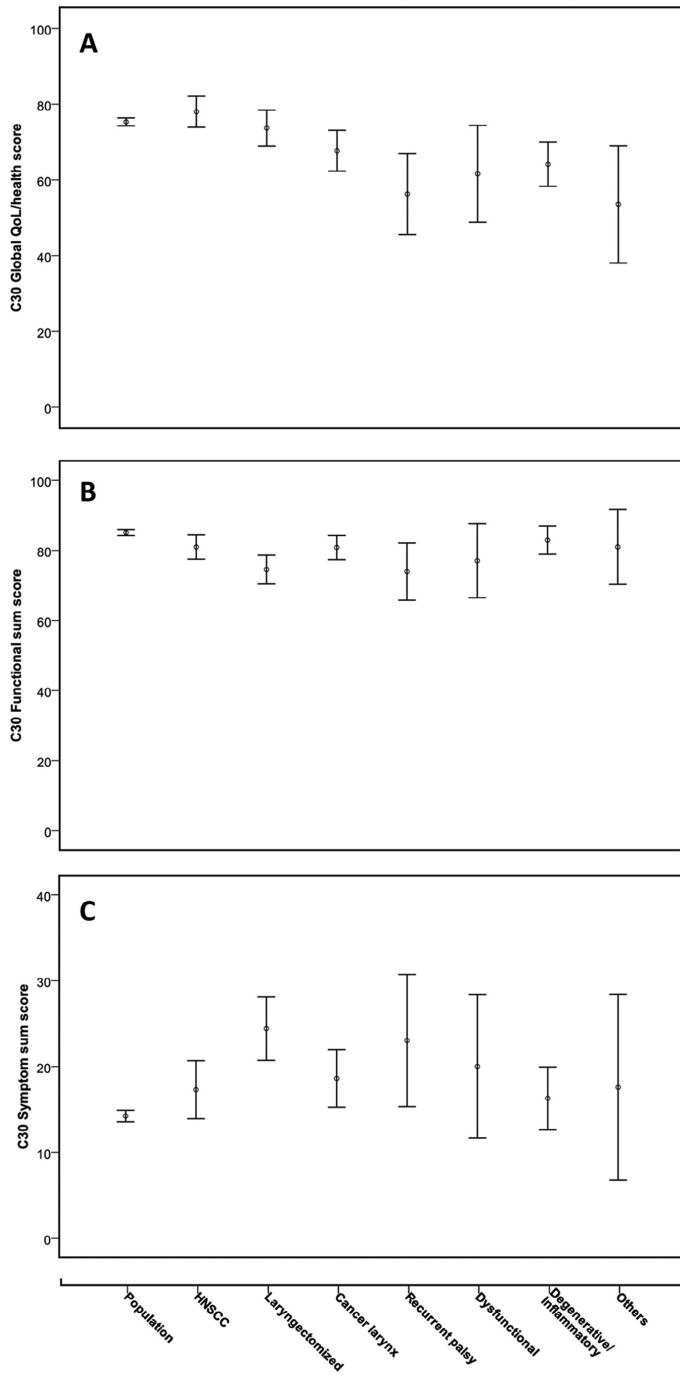 A
C30 Global QoL/health score
100
80
60
40
20
0
B
C30 Functional sum score
100
80
60
40
20
0
C
C30 Symptom sum score
40
30
20
10
0
Population
HNSCC
Laryngectomized
Cancer larynx
Recurrent palsy
Dysfunctional
Degenerative/
Inflammatory
Others